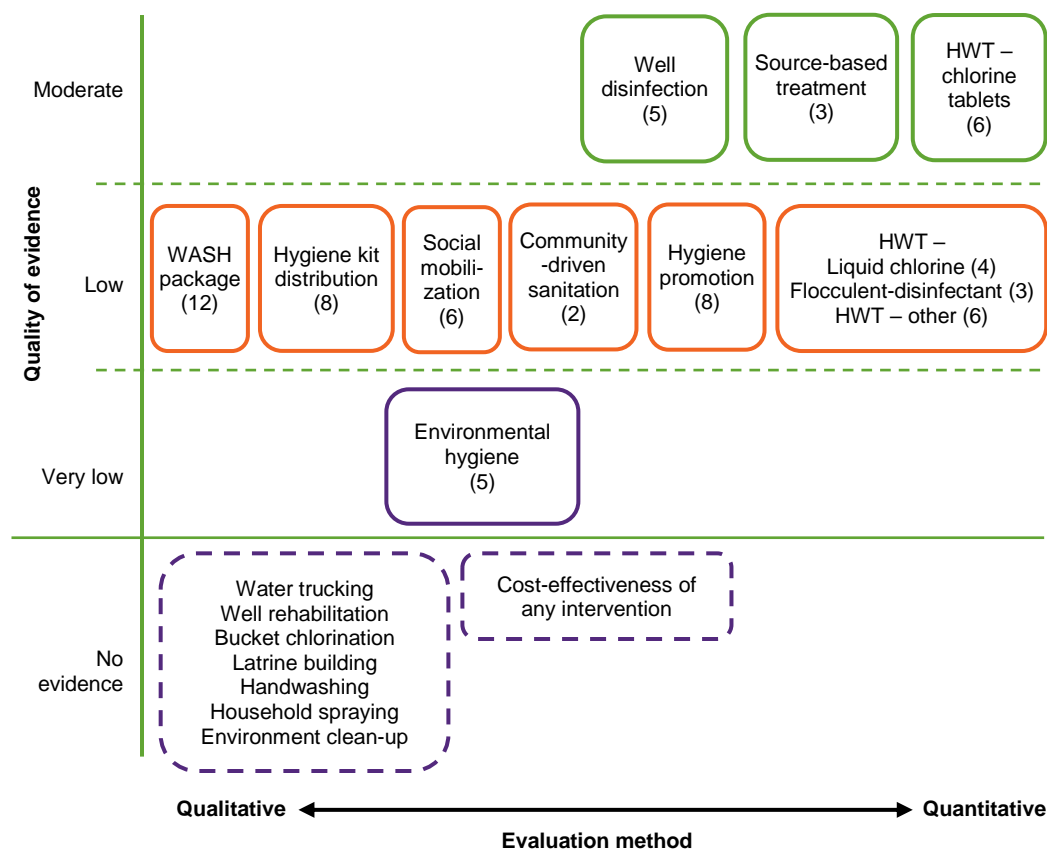 Quality of evidence
Moderate
Well
disinfection
(5)
Source-based
treatment
(3)
HWT –
chlorine
tablets
(6)
Low
WASH
package
(12)
Hygiene kit
distribution
(8)
Social
mobili-
zation
(6)
Community
-driven
sanitation
(2)
Hygiene
promotion
(8)
HWT –
Liquid chlorine (4)
Flocculent-disinfectant (3)
HWT – other (6)
Very low
Environmental
hygiene
(5)
No
evidence
Water trucking
Well rehabilitation
Bucket chlorination
Latrine building
Handwashing
Household spraying
Environment clean-up
Cost-effectiveness of
any intervention
Qualitative
Quantitative
Evaluation method